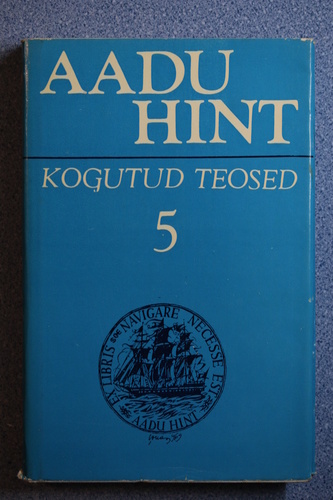 AADU
HINT
KOGUTUD TEOSED
5
EX LIBRIS
NAVIGARE NECESSE EST
AADU HINT